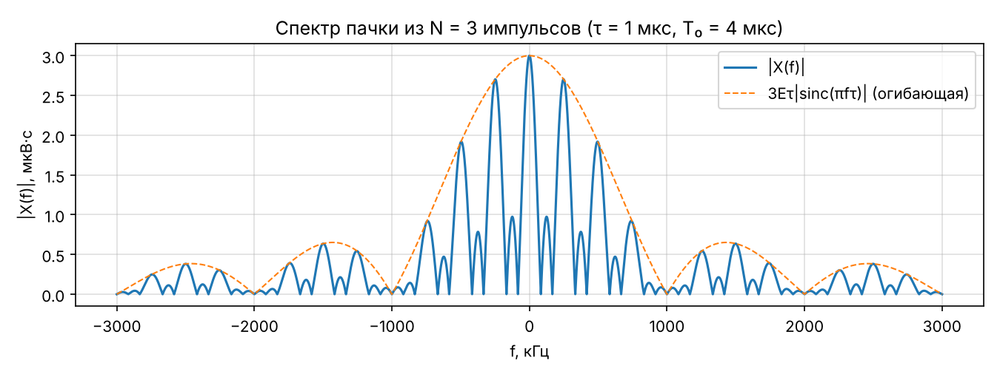 Спектр пачки из N = 3 импульсов (τ = 1 мкс, T₀ = 4 мкс)
|X(f)|
3Eτ|sinc(πfτ)| (огибающая)
|X(f)|, мкВ·с
3.0
2.5
2.0
1.5
1.0
0.5
0.0
−3000 −2000 −1000 0 1000 2000 3000
f, кГц